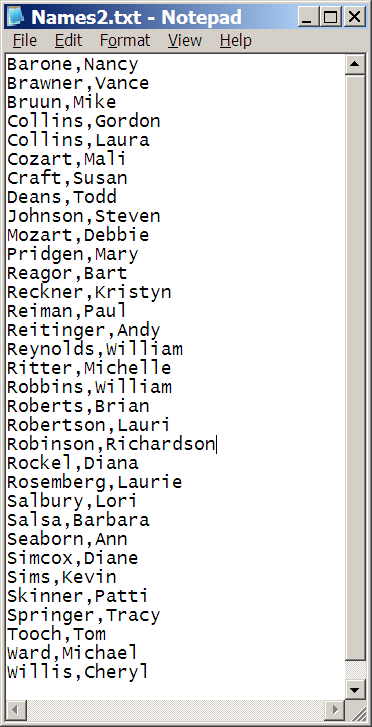 Names2.txt - Notepad
File Edit Format View Help
Barone,Nancy
Brawner,Vance
Bruun,Mike
Collins,Gordon
Collins,Laura
Cozart,Mali
Craft,Susan
Deans,Todd
Johnson,Steven
Mozart,Debbie
Pridgen,Mary
Reagor,Bart
Reckner,Kristyn
Reiman,Paul
Reitinger,Andy
Reynolds,William
Ritter,Michelle
Robbins,William
Roberts,Brian
Robertson,Lauri
Robinson,Richardson
Rockel,Diana
Rosemberg,Laurie
Salbury,Lori
Salsa,Barbara
Seaborn,Ann
Simcox,Diane
Sims,Kevin
Skinner,Patti
Springer,Tracy
Tooch,Tom
Ward,Michael
Willis,Cheryl